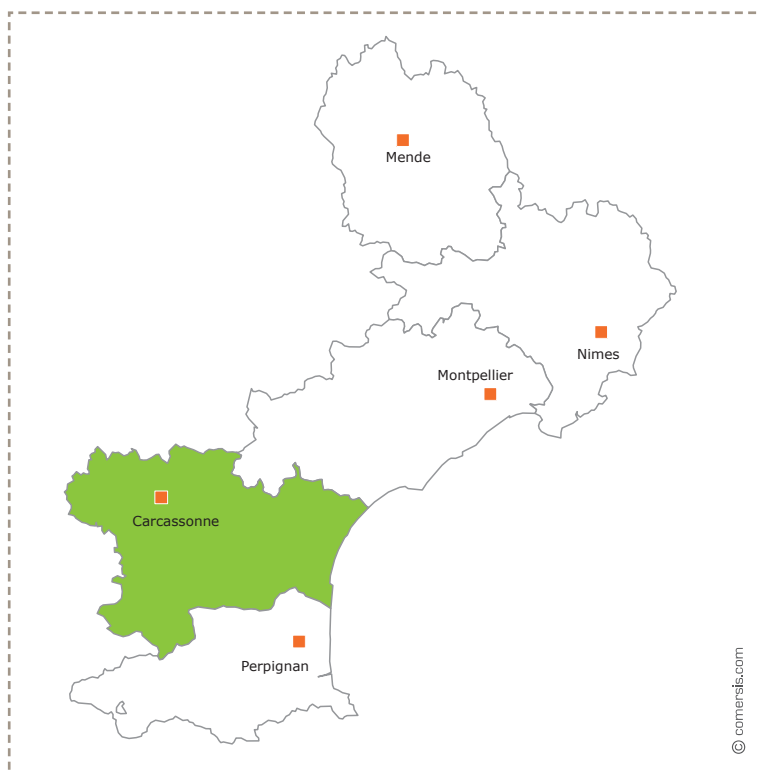 Mende
Nimes
Montpellier
Carcassonne
Perpignan
© comersis.com